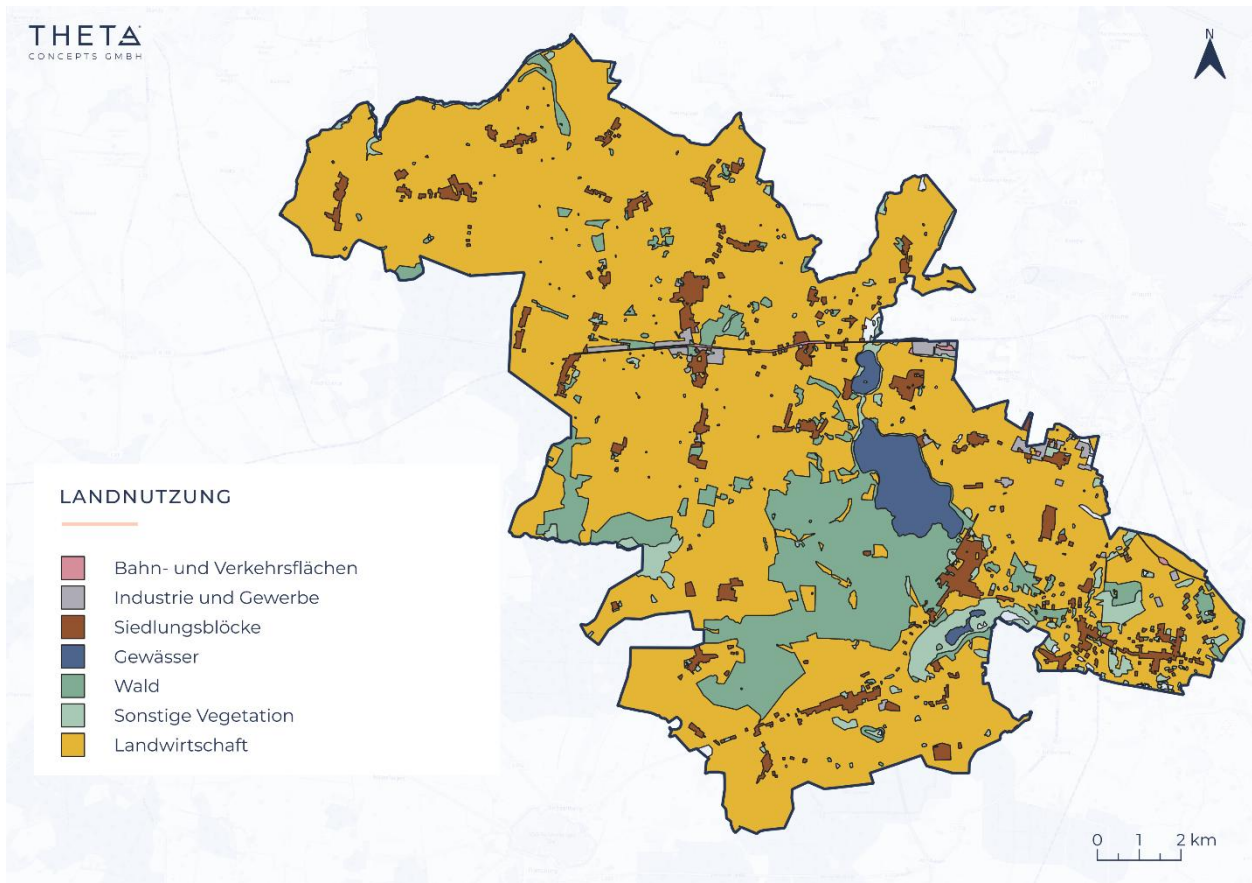 THETA
CONCEPTS GMBH
N
LANDNUTZUNG
Bahn- und Verkehrsflächen
Industrie und Gewerbe
Siedlungsblöcke
Gewässer
Wald
Sonstige Vegetation
Landwirtschaft
0 1 2 km